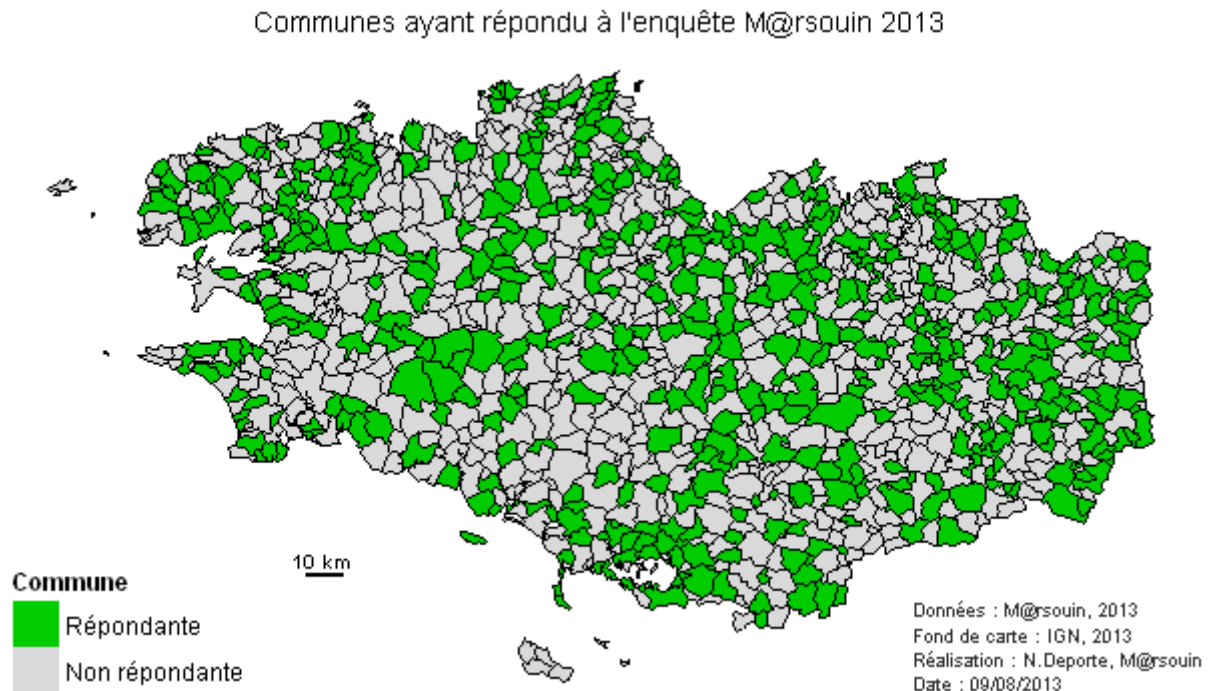 Communes ayant répondu à l'enquête M@rsouin 2013
10 km
Commune
Répondante
Non répondante
Données : M@rsouin, 2013
Fond de carte : IGN, 2013
Réalisation : N.Deporte, M@rsouin
Date : 09/08/2013